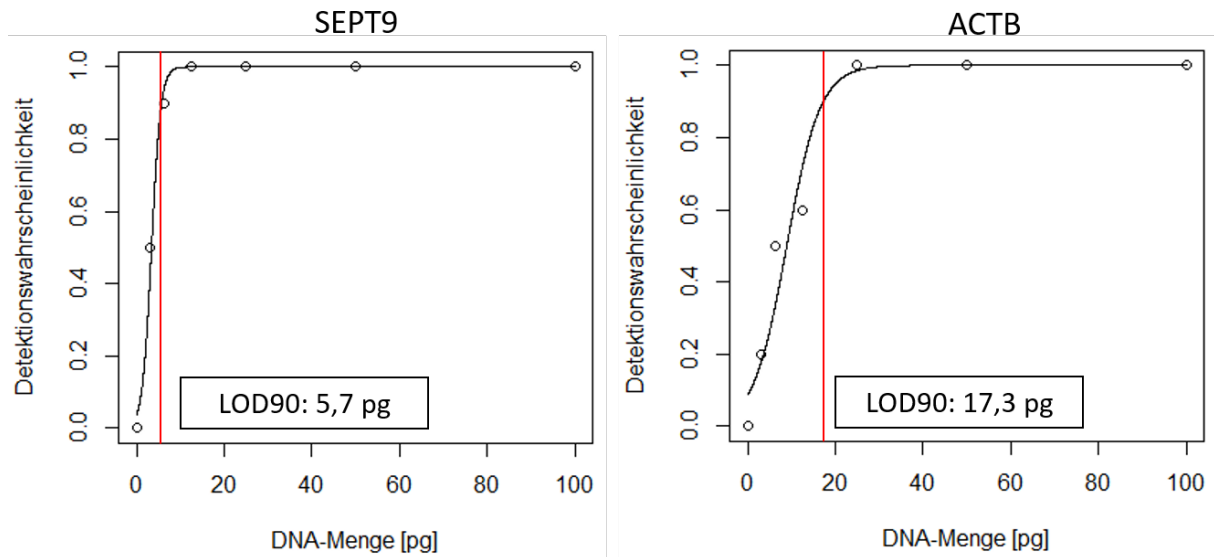 SEPT9
Detektionswahrscheinlichkeit
1.0
0.8
0.6
0.4
0.2
0.0
LOD90: 5,7 pg
0 20 40 60 80 100
DNA-Menge [pg]
ACTB
Detektionswahrscheinlichkeit
1.0
0.8
0.6
0.4
0.2
0.0
LOD90: 17,3 pg
0 20 40 60 80 100
DNA-Menge [pg]